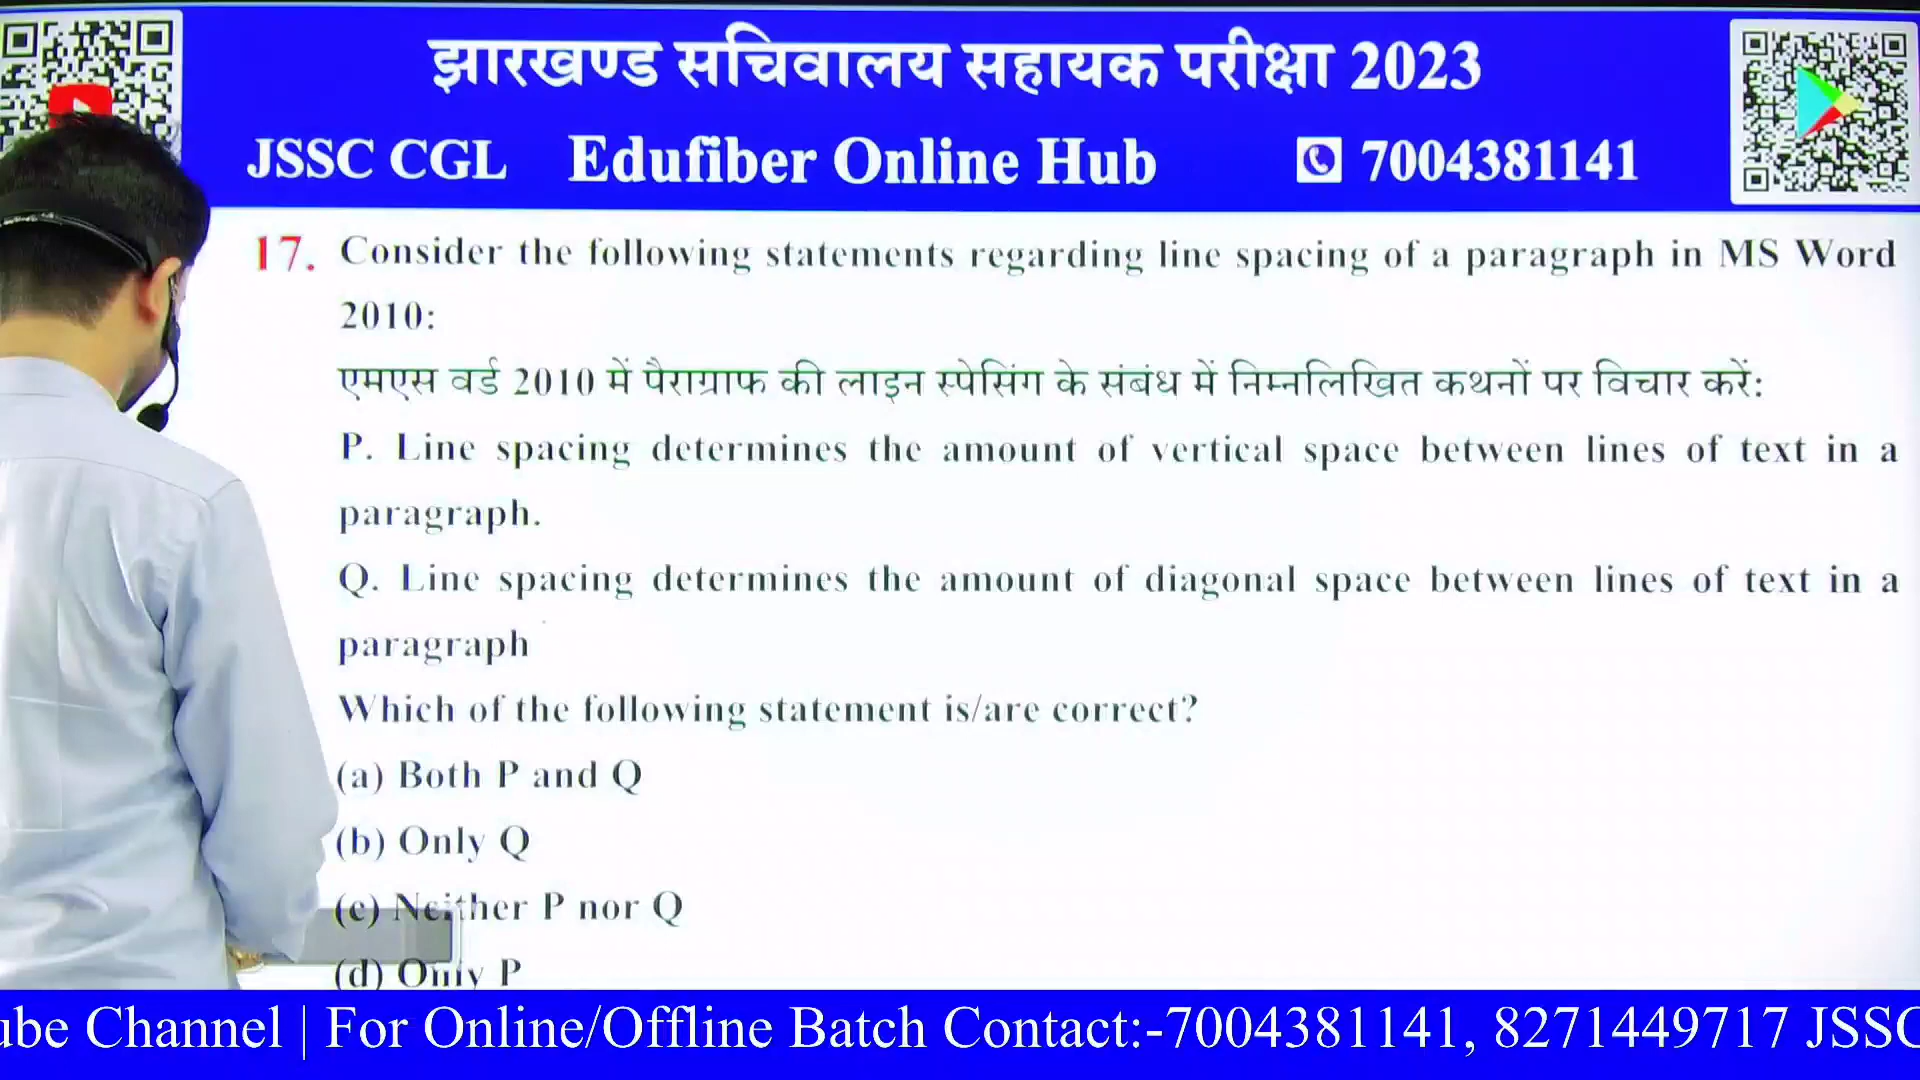 झारखण्ड सचिवालय सहायक परीक्षा 2023
JSSC CGL Edufiber Online Hub 7004381141
17. Consider the following statements regarding line spacing of a paragraph in MS Word
2010:
एमएस वर्ड 2010 में पैराग्राफ की लाइन स्पेसिंग के संबंध में निम्नलिखित कथनों पर विचार करें:
P. Line spacing determines the amount of vertical space between lines of text in a
paragraph.
Q. Line spacing determines the amount of diagonal space between lines of text in a
paragraph
Which of the following statement is/are correct?
(a) Both P and Q
(b) Only Q
(c) Neither P nor Q
(d) Only P
ube Channel | For Online/Offline Batch Contact:-7004381141, 8271449717 JSSC